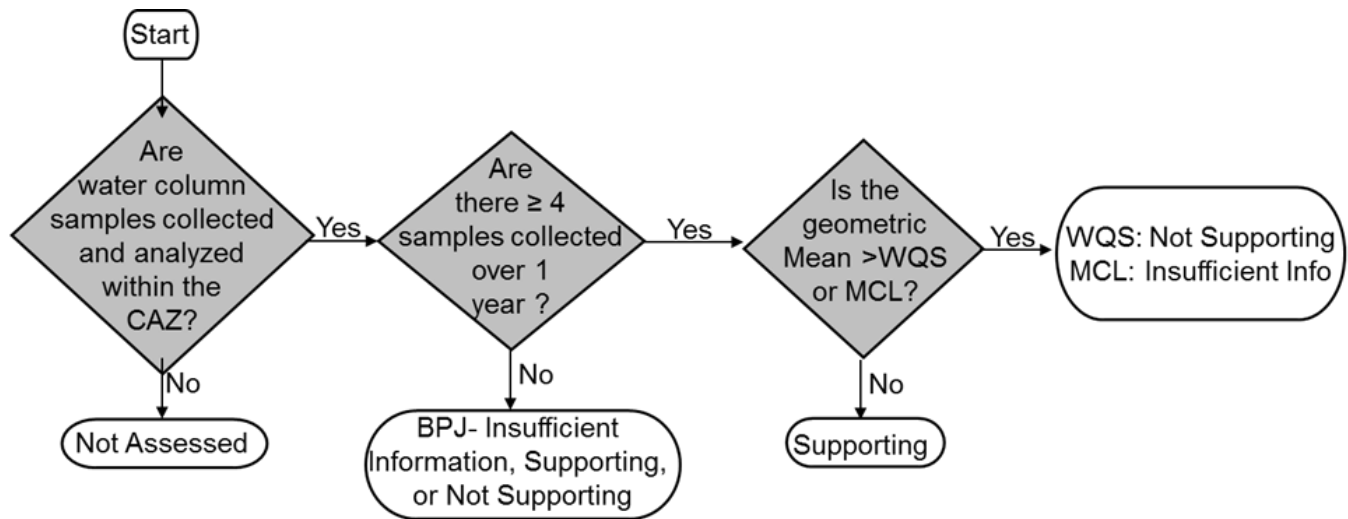 Start
Are
water column
samples collected
and analyzed
within the
CAZ?
Yes
No
Not Assessed
Are
there ≥ 4
samples collected
over 1
year ?
Yes
No
BPJ- Insufficient
Information, Supporting,
or Not Supporting
Is the
geometric
Mean >WQS
or MCL?
Yes
No
Supporting
WQS: Not Supporting
MCL: Insufficient Info